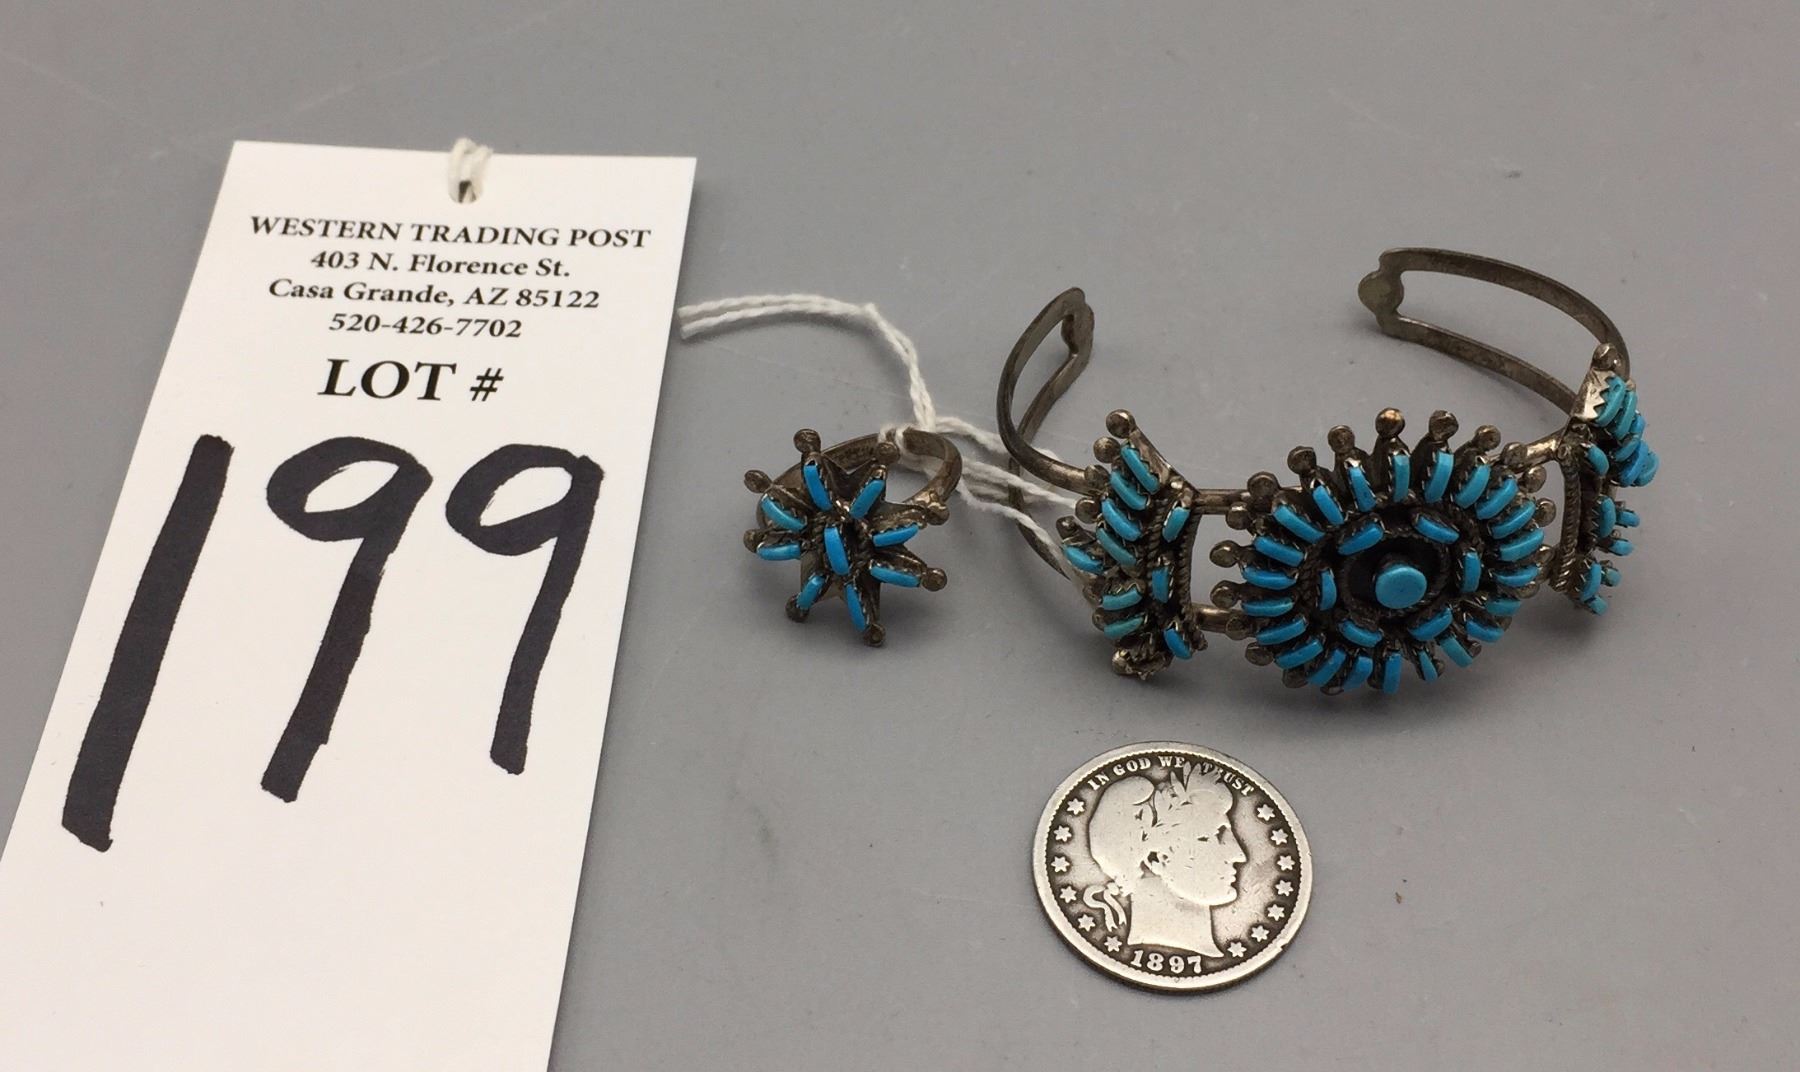 WESTERN TRADING POST
403 N. Florence St.
Casa Grande, AZ 85122
520-426-7702
LOT #
199
IN GOD WE TRUST
1897